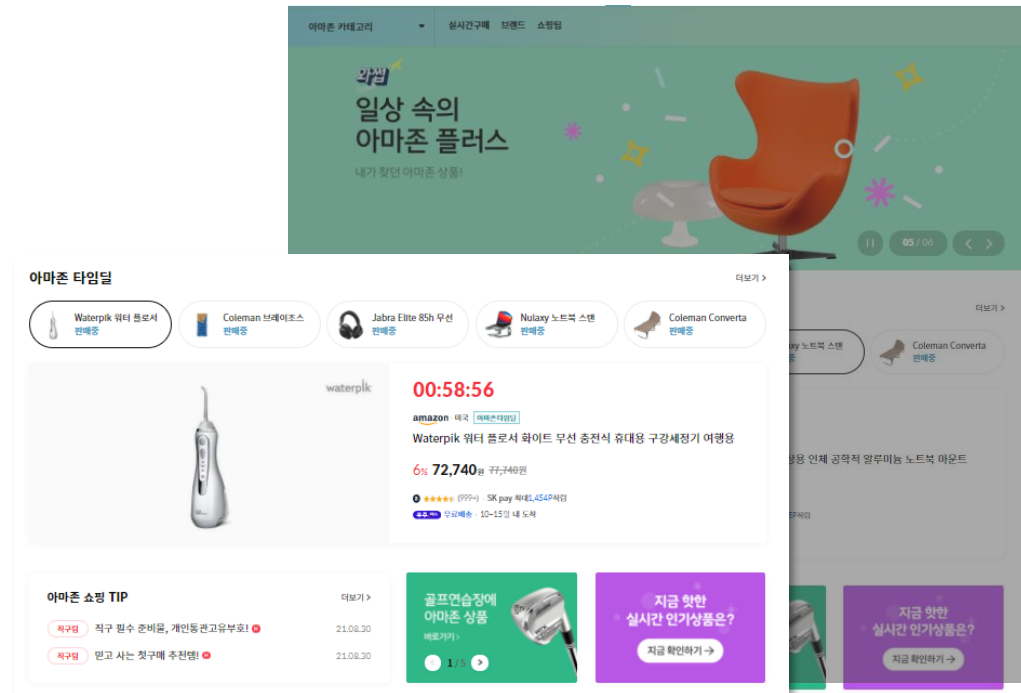 아마존 카테고리
실시간구매 브랜드 쇼핑팁
와썹
일상 속의
아마존 플러스
내가 찾던 아마존 상품!
05 / 06
아마존 타임딜
더보기 >
Waterpik 워터 플로서
판매중
Coleman 브레이조스
판매중
Jabra Elite 85h 무선
판매중
Nulaxy 노트북 스탠
판매중
Coleman Converta
판매중
waterpik
00:58:56
amazon · 미국 아마존타임딜
Waterpik 워터 플로서 화이트 무선 충전식 휴대용 구강세정기 여행용
6% 72,740원 77,740원
(999+) · SK pay 최대1,454P적립
우주패스 무료배송 · 10~15일 내 도착
더보기 >
노트북 스탠
Coleman Converta
판매중
인체 공학적 알루미늄 노트북 마운트
아마존 쇼핑 TIP
더보기 >
직구팁 직구 필수 준비물, 개인통관고유부호! N
21.08.30
직구팁 믿고 사는 첫구매 추천템! N
21.08.30
골프연습장에
아마존 상품
바로가기 >
1 / 5
지금 핫한
실시간 인기상품은?
지금 확인하기 →
지금 핫한
실시간 인기상품은?
지금 확인하기 →